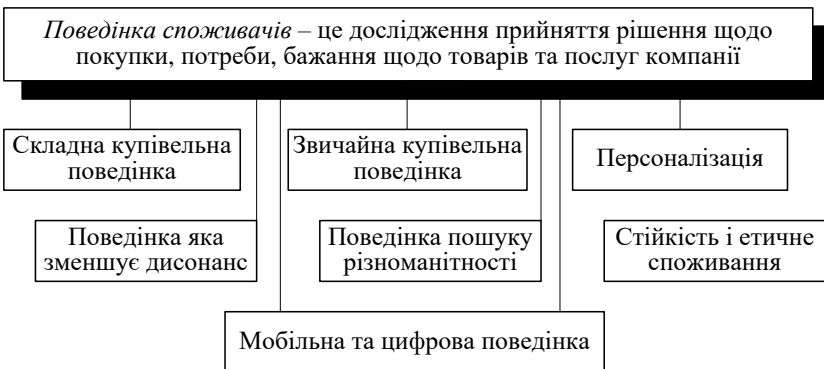 Поведінка споживачів – це дослідження прийняття рішення щодо
покупки, потреби, бажання щодо товарів та послуг компанії
Складна купівельна
поведінка
Звичайна купівельна
поведінка
Персоналізація
Поведінка яка
зменшує дисонанс
Поведінка пошуку
різноманітності
Стійкість і етичне
споживання
Мобільна та цифрова поведінка